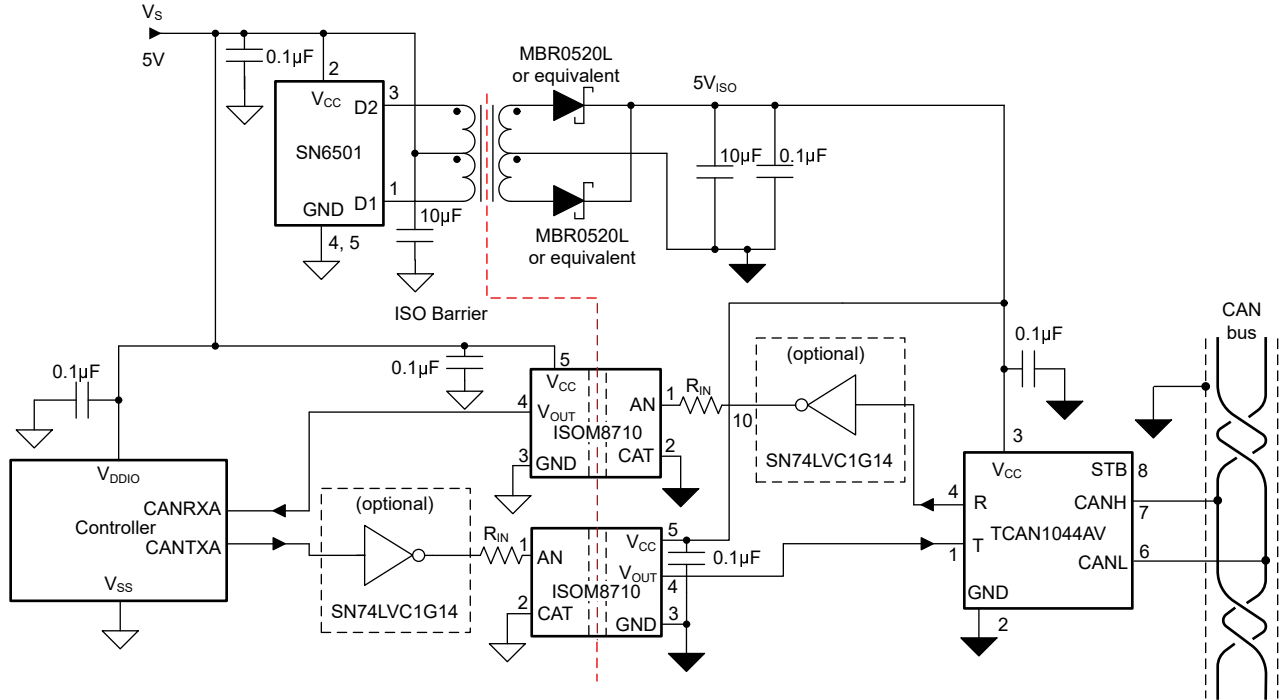 VS
5V
0.1µF
2
VCC
D2
3
SN6501
D1
1
GND
4, 5
10µF
MBR0520L
or equivalent
MBR0520L
or equivalent
5VISO
10µF
0.1µF
ISO Barrier
0.1µF
0.1µF
5
VCC
4
VOUT
ISOM8710
3
GND
AN
1
CAT
2
RIN
10
(optional)
SN74LVC1G14
0.1µF
CAN
bus
VDDIO
CANRXA
Controller
CANTXA
VSS
(optional)
SN74LVC1G14
RIN
1
AN
2
CAT
ISOM8710
VCC
5
VOUT
4
GND
3
0.1µF
3
VCC
STB
8
4
R
CANH
7
TCAN1044AV
1
T
CANL
6
GND
2